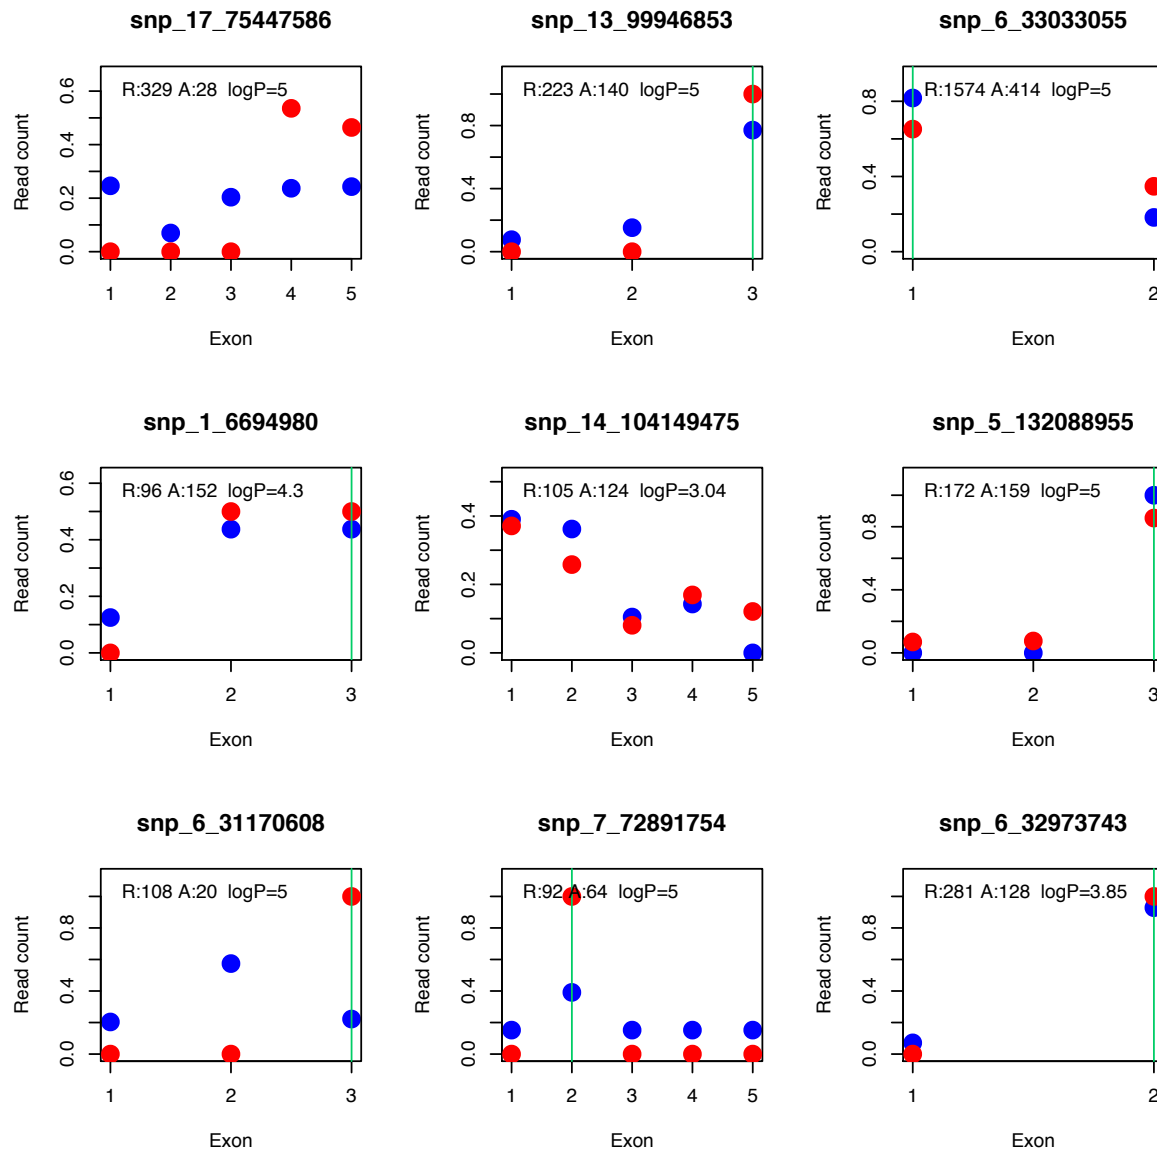 snp_17_75447586
R:329 A:28 logP=5
Read count
0.0 0.2 0.4 0.6
1 2 3 4 5
Exon
snp_13_99946853
R:223 A:140 logP=5
Read count
0.0 0.4 0.8
1 2 3
Exon
snp_6_33033055
R:1574 A:414 logP=5
Read count
0.0 0.4 0.8
1 2
Exon
snp_1_6694980
R:96 A:152 logP=4.3
Read count
0.0 0.2 0.4 0.6
1 2 3
Exon
snp_14_104149475
R:105 A:124 logP=3.04
Read count
0.0 0.2 0.4
1 2 3 4 5
Exon
snp_5_132088955
R:172 A:159 logP=5
Read count
0.0 0.4 0.8
1 2 3
Exon
snp_6_31170608
R:108 A:20 logP=5
Read count
0.0 0.4 0.8
1 2 3
Exon
snp_7_72891754
R:92 A:64 logP=5
Read count
0.0 0.4 0.8
1 2 3 4 5
Exon
snp_6_32973743
R:281 A:128 logP=3.85
Read count
0.0 0.4 0.8
1 2
Exon